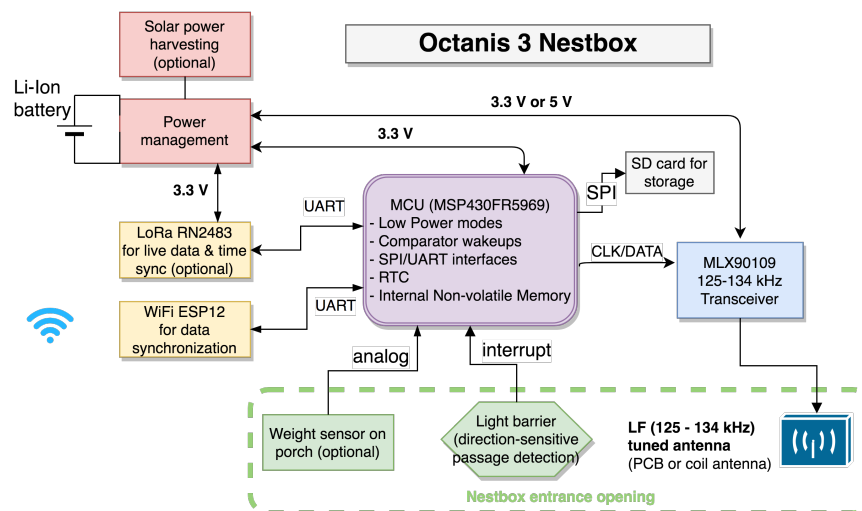 Octanis 3 Nestbox
Solar power
harvesting
(optional)
Li-Ion
battery
Power
management
3.3 V or 5 V
3.3 V
3.3 V
LoRa RN2483
for live data & time
sync (optional)
UART
WiFi ESP12
for data
synchronization
UART
MCU (MSP430FR5969)
- Low Power modes
- Comparator wakeups
- SPI/UART interfaces
- RTC
- Internal Non-volatile Memory
SPI
SD card for
storage
CLK/DATA
MLX90109
125-134 kHz
Transceiver
analog
interrupt
Weight sensor on
porch (optional)
Light barrier
(direction-sensitive
passage detection)
LF (125 - 134 kHz)
tuned antenna
(PCB or coil antenna)
Nestbox entrance opening